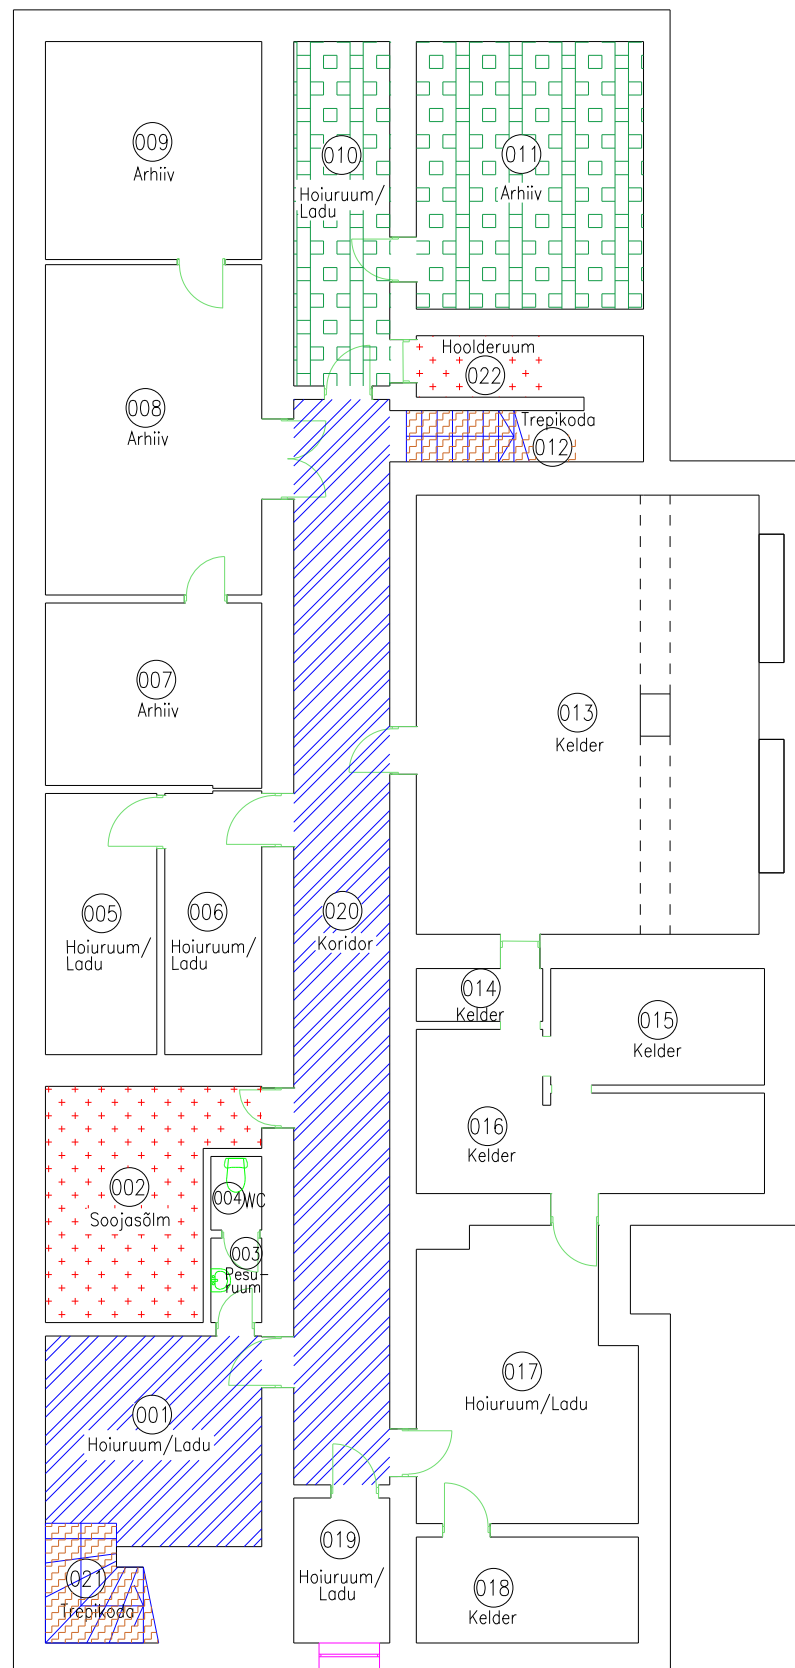 009
Arhiiv
010
Hoiuruum/
Ladu
011
Arhiiv
Hoolderuum
022
Trepikoda
012
008
Arhiiv
007
Arhiiv
013
Kelder
005
Hoiuruum/
Ladu
006
Hoiuruum/
Ladu
020
Koridor
014
Kelder
015
Kelder
016
Kelder
002
Soojasõlm
004 WC
003
Pesu-
ruum
001
Hoiuruum/Ladu
017
Hoiuruum/Ladu
021
Trepikoda
019
Hoiuruum/
Ladu
018
Kelder